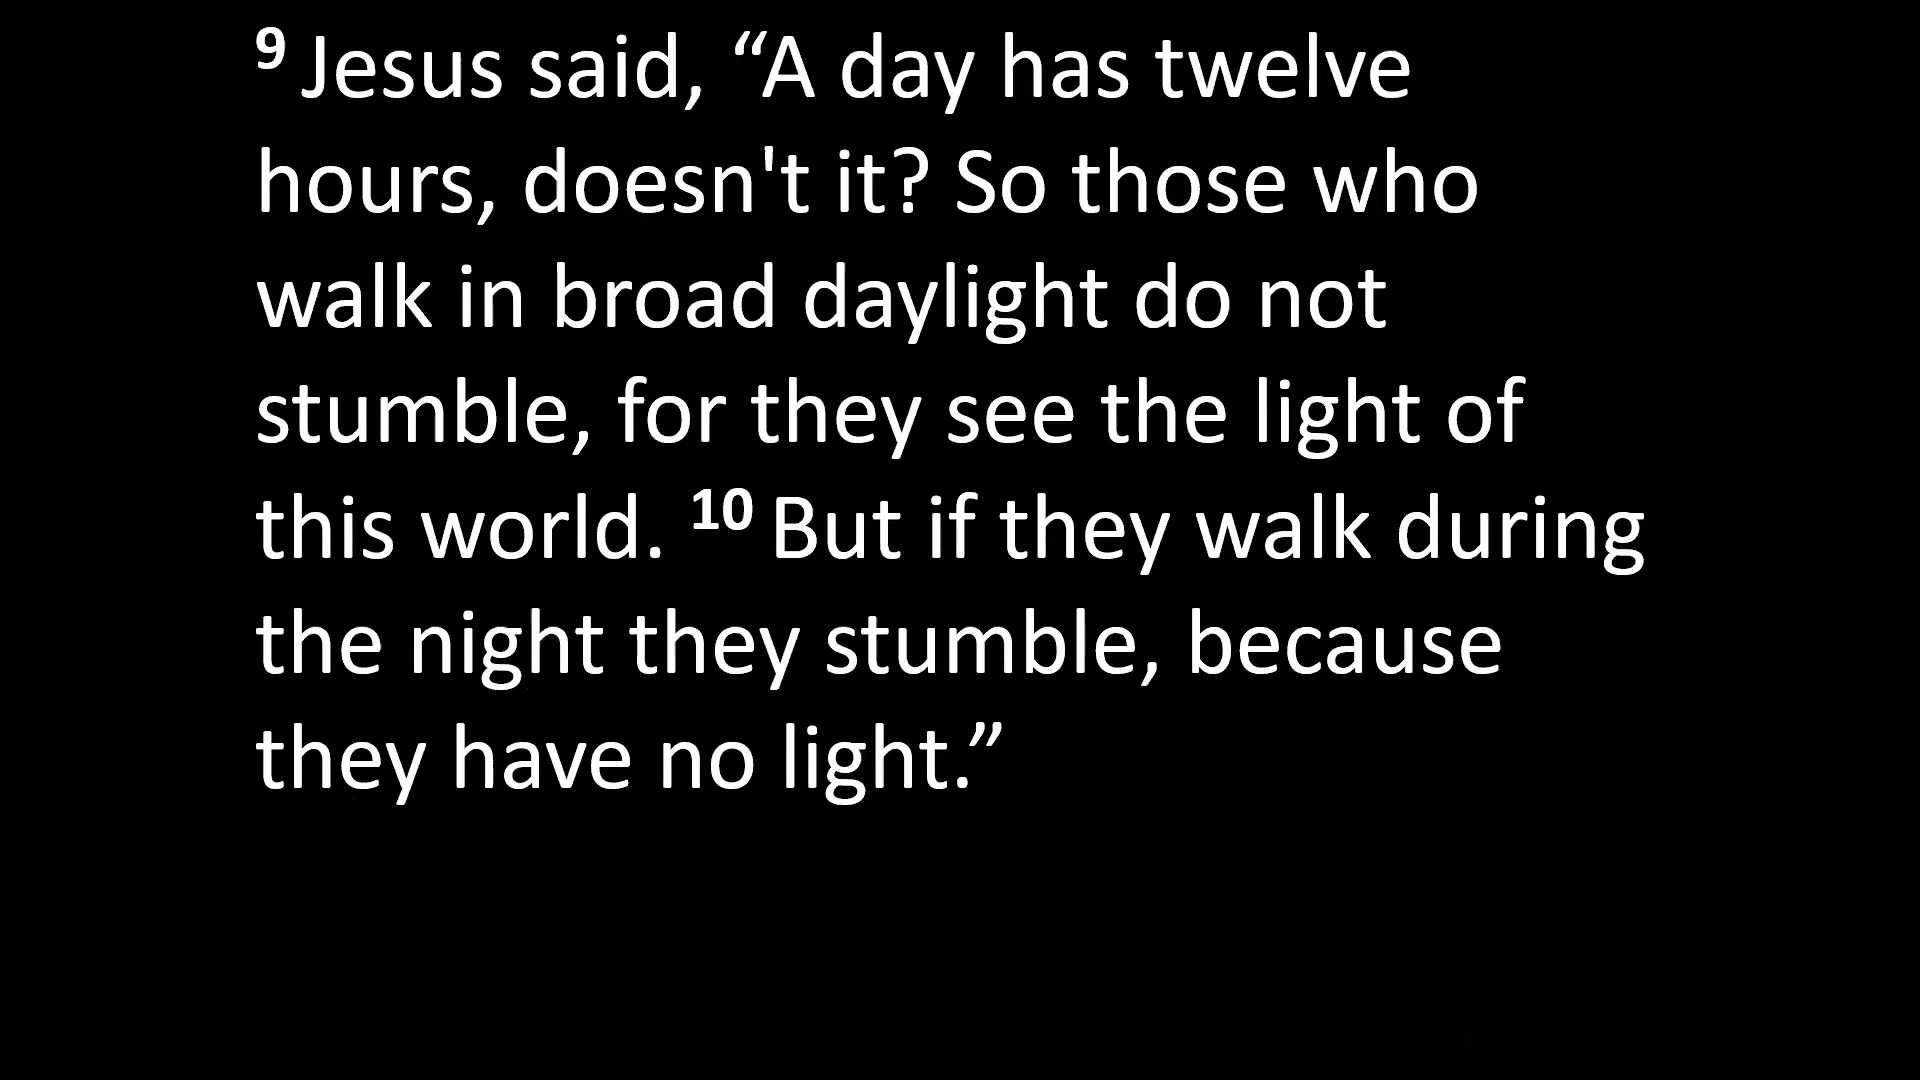 9 Jesus said, “A day has twelve
hours, doesn't it? So those who
walk in broad daylight do not
stumble, for they see the light of
this world. 10 But if they walk during
the night they stumble, because
they have no light.”